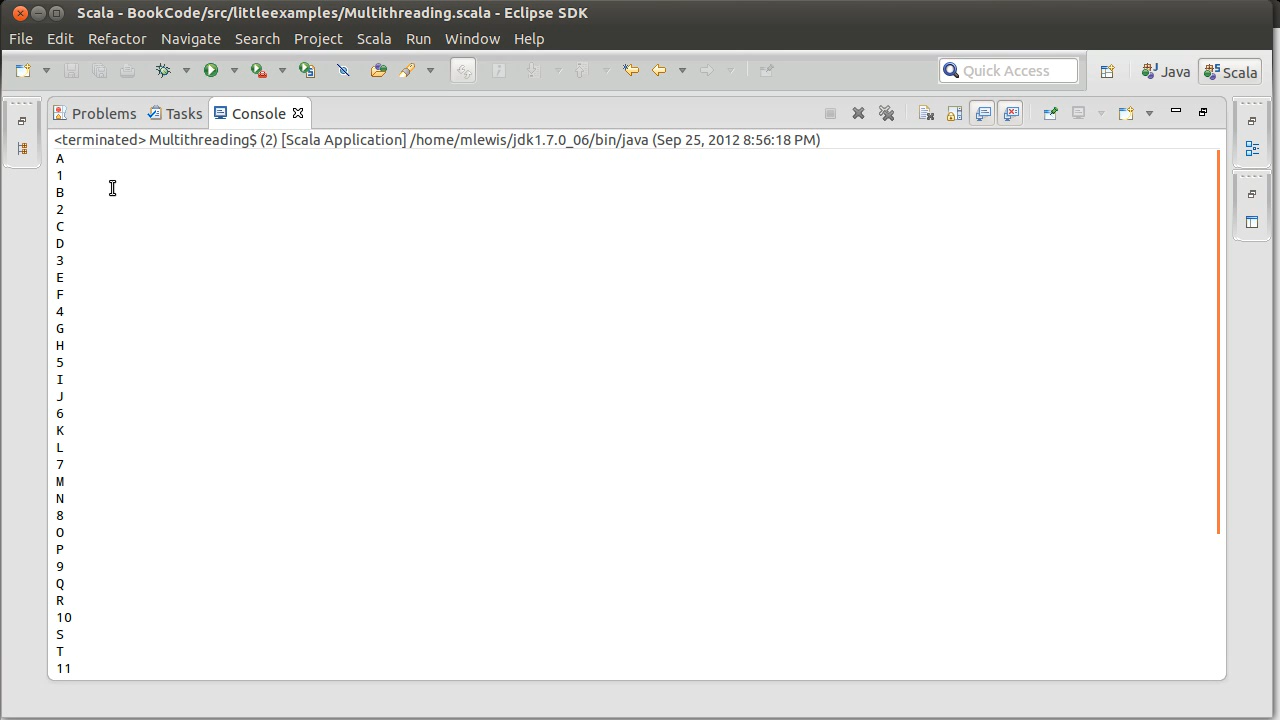 Scala - BookCode/src/littleexamples/Multithreading.scala - Eclipse SDK
File Edit Refactor Navigate Search Project Scala Run Window Help
Quick Access Java Scala
Problems Tasks Console
<terminated> Multithreading$ (2) [Scala Application] /home/mlewis/jdk1.7.0_06/bin/java (Sep 25, 2012 8:56:18 PM)
A
1
B
2
C
D
3
E
F
4
G
H
5
I
J
6
K
L
7
M
N
8
O
P
9
Q
R
10
S
T
11